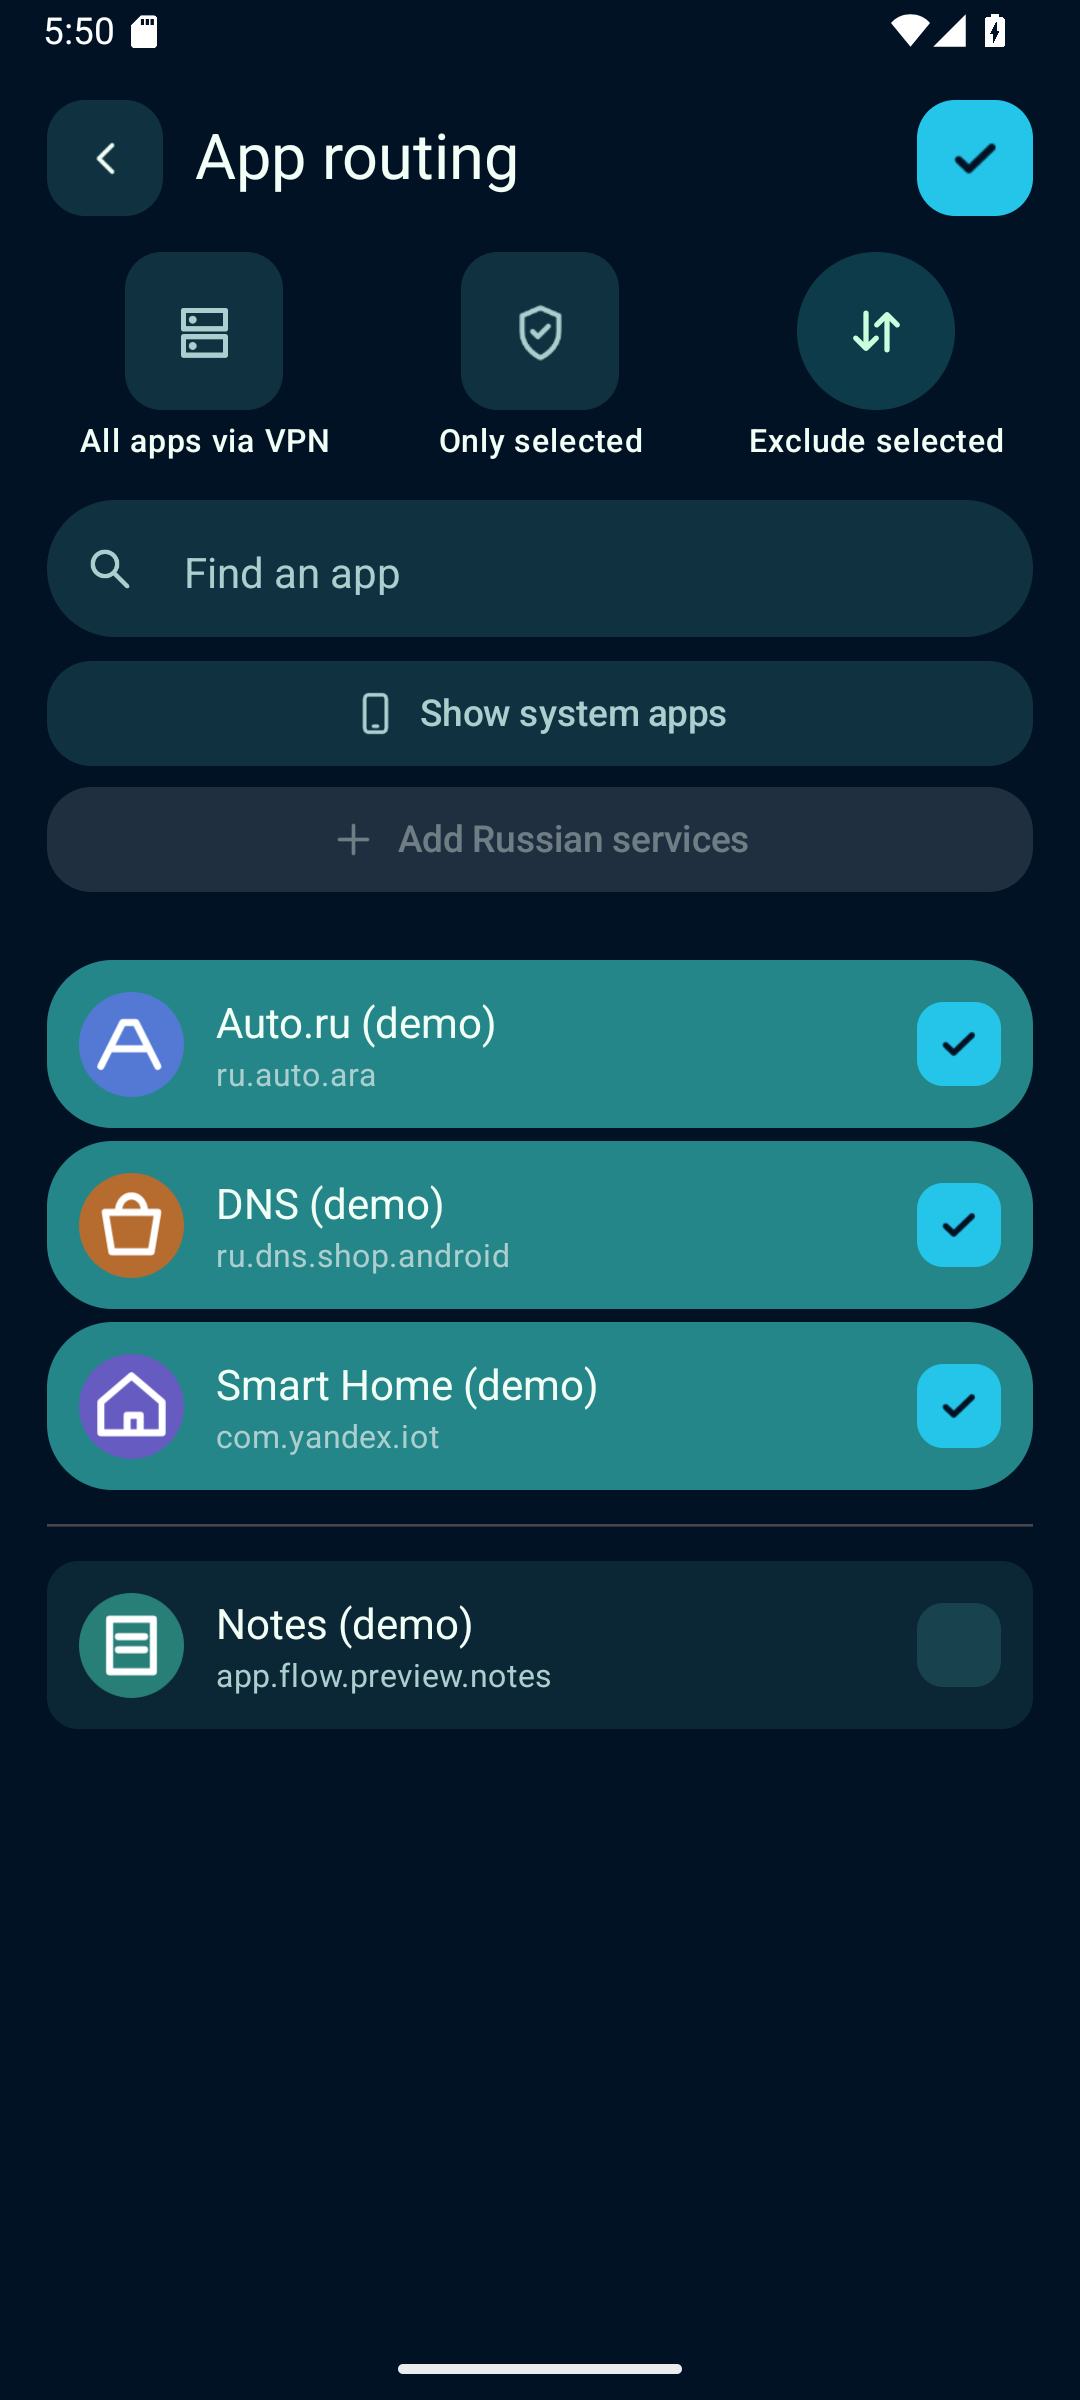 5:50
App routing
All apps via VPN
Only selected
Exclude selected
Find an app
Show system apps
Add Russian services
Auto.ru (demo)
ru.auto.ara
DNS (demo)
ru.dns.shop.android
Smart Home (demo)
com.yandex.iot
Notes (demo)
app.flow.preview.notes